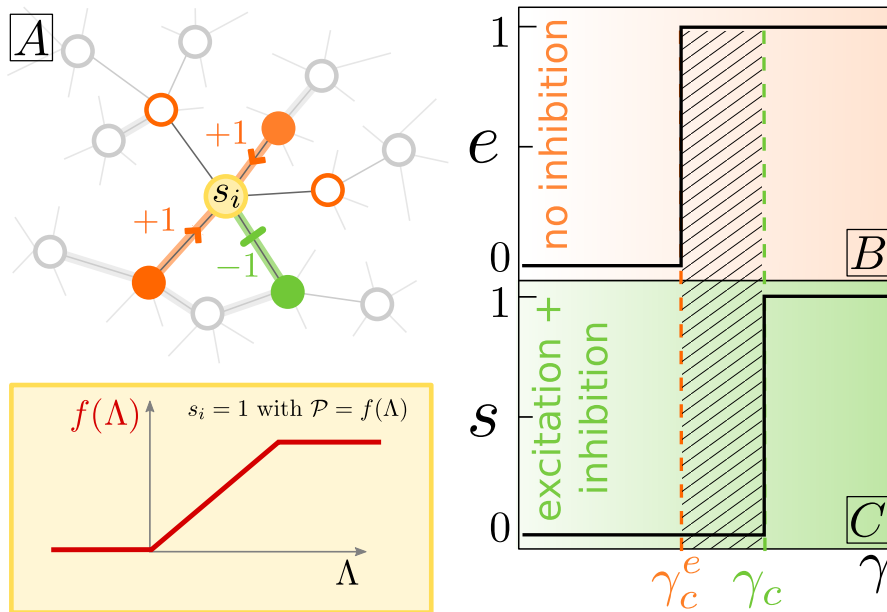 A
+1
s_i
+1
−1
f(Λ)
s_i = 1 with 𝒫 = f(Λ)
Λ
1
e
0
no inhibition
B
1
s
0
excitation +
inhibition
C
γ_c^e
γ_c
γ